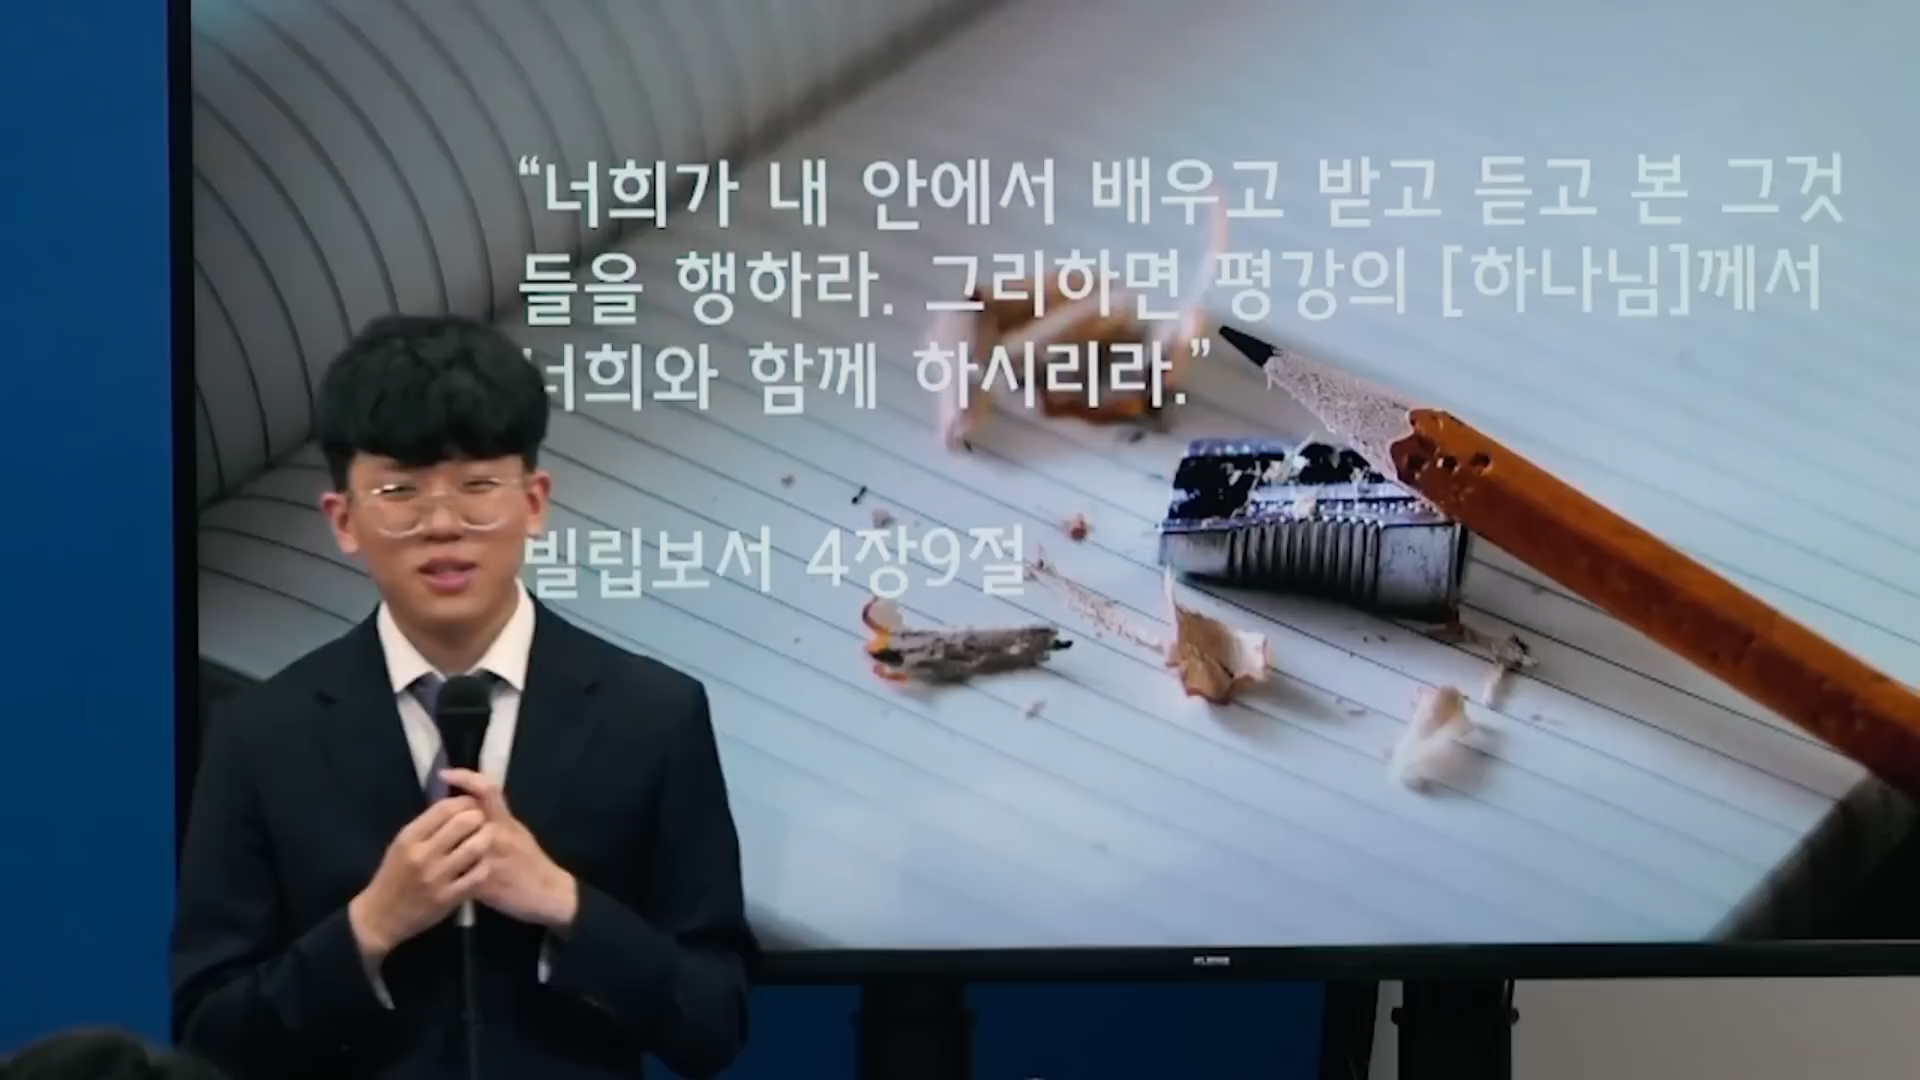 “너희가 내 안에서 배우고 받고 듣고 본 그것
들을 행하라. 그리하면 평강의 [하나님]께서
너희와 함께 하시리라.”
빌립보서 4장9절